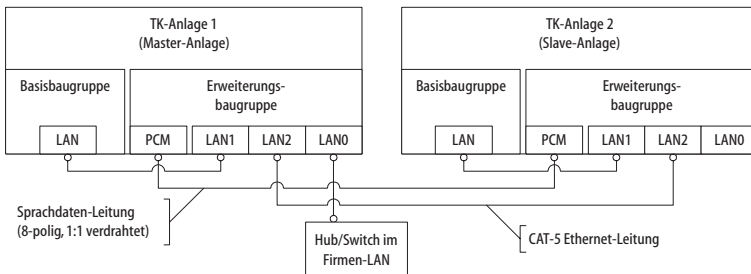 TK-Anlage 1
(Master-Anlage)
Basisbaugruppe
Erweiterungs-
baugruppe
LAN
PCM
LAN1
LAN2
LAN0
TK-Anlage 2
(Slave-Anlage)
Basisbaugruppe
Erweiterungs-
baugruppe
LAN
PCM
LAN1
LAN2
LAN0
Sprachdaten-Leitung
(8-polig, 1:1 verdrahtet)
Hub/Switch im
Firmen-LAN
CAT-5 Ethernet-Leitung